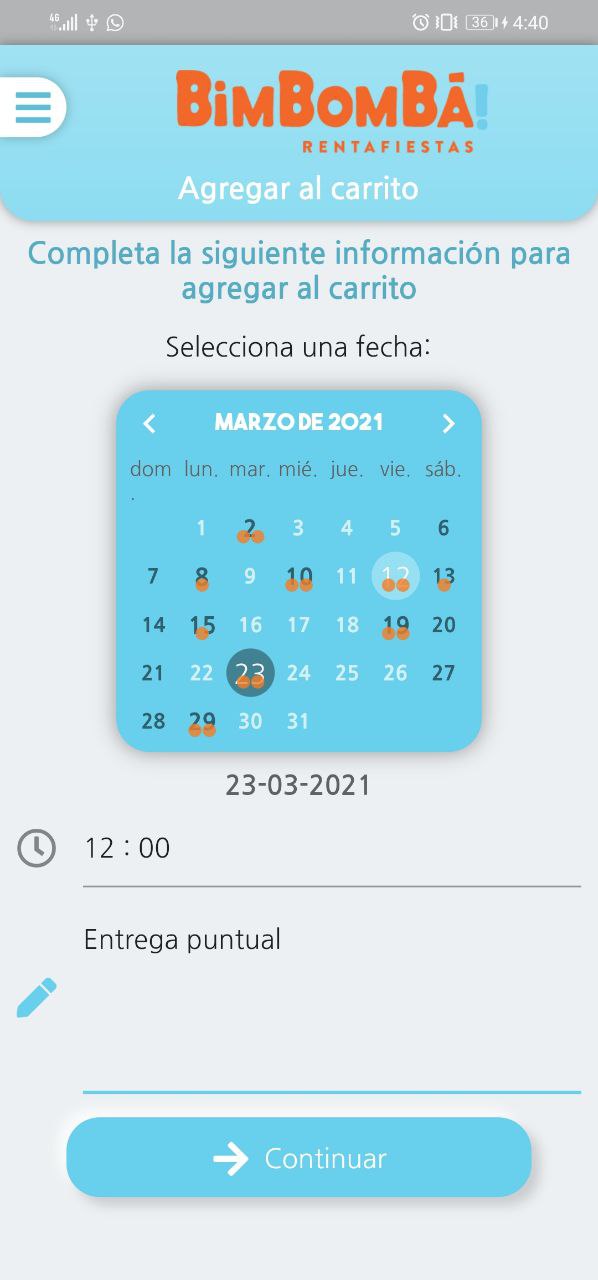 4G 36 4:40
BIMBOMBÁ!
RENTAFIESTAS
Agregar al carrito
Completa la siguiente información para
agregar al carrito
Selecciona una fecha:
MARZO DE 2021
dom lun. mar. mié. jue. vie. sáb.
.
1 2 3 4 5 6
7 8 9 10 11 12 13
14 15 16 17 18 19 20
21 22 23 24 25 26 27
28 29 30 31
23-03-2021
12 : 00
Entrega puntual
Continuar